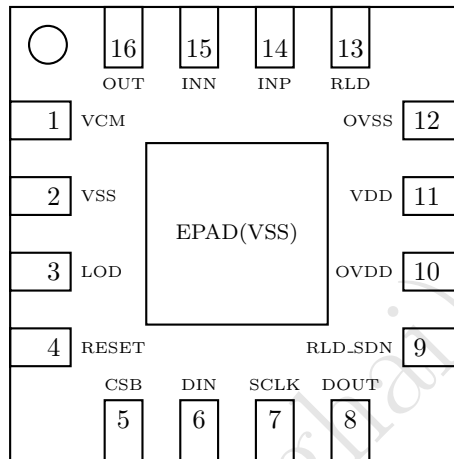 16 15 14 13
OUT INN INP RLD
1 VCM OVSS 12
2 VSS VDD 11
EPAD(VSS)
3 LOD OVDD 10
4 RESET RLD_SDN 9
CSB DIN SCLK DOUT
5 6 7 8